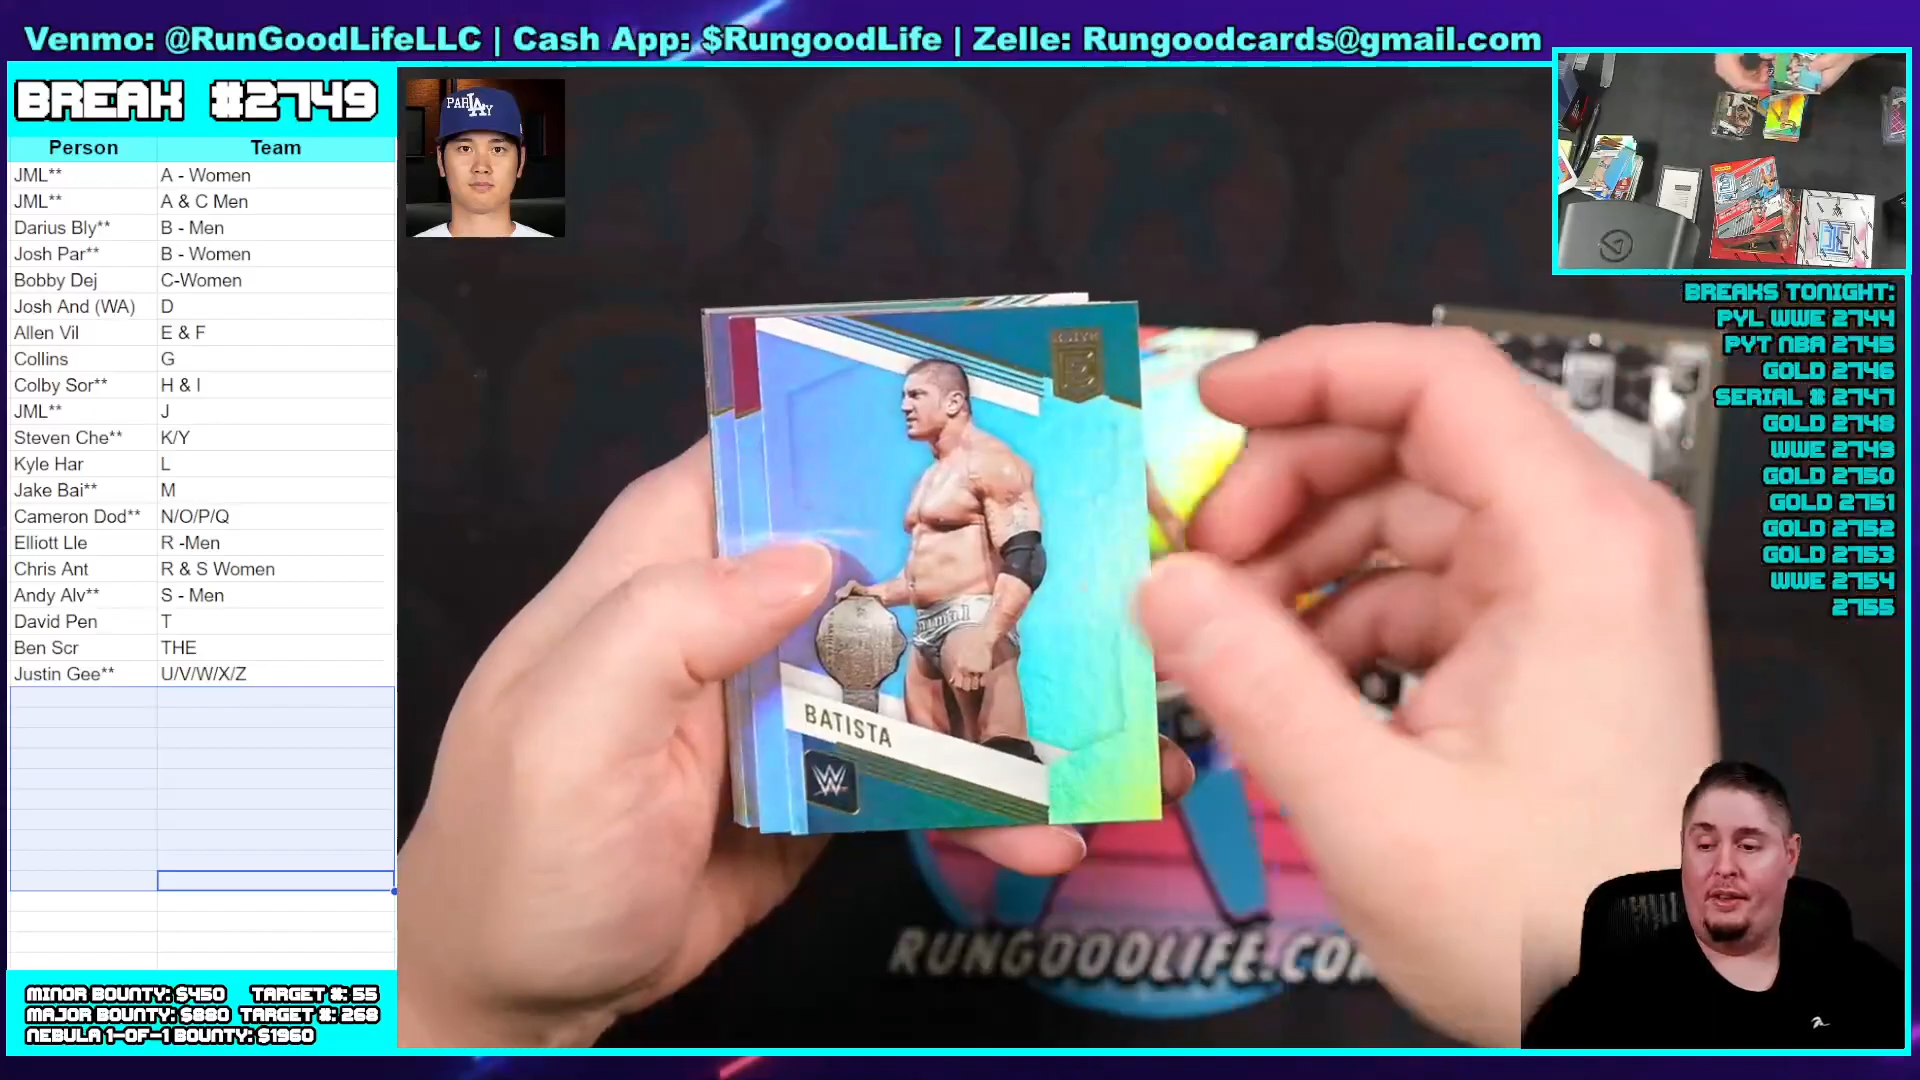 Venmo: @RunGoodLifeLLC | Cash App: $RungoodLife | Zelle: Rungoodcards@gmail.com
BREAK #2749
Person Team
JML** A - Women
JML** A & C Men
Darius Bly** B - Men
Josh Par** B - Women
Bobby Dej C-Women
Josh And (WA) D
Allen Vil E & F
Collins G
Colby Sor** H & I
JML** J
Steven Che** K/Y
Kyle Har L
Jake Bai** M
Cameron Dod** N/O/P/Q
Elliott Lle R -Men
Chris Ant R & S Women
Andy Alv** S - Men
David Pen T
Ben Scr THE
Justin Gee** U/V/W/X/Z
MINOR BOUNTY: $450 TARGET #: 55
MAJOR BOUNTY: $880 TARGET #: 268
NEBULA 1-OF-1 BOUNTY: $1960
PARLAY
ELITE
BATISTA
W
RUNGOODLIFE.COM
BREAKS TONIGHT:
PYL WWE 2744
PYT NBA 2745
GOLD 2746
SERIAL # 2747
GOLD 2748
WWE 2749
GOLD 2750
GOLD 2751
GOLD 2752
GOLD 2753
WWE 2754
2755